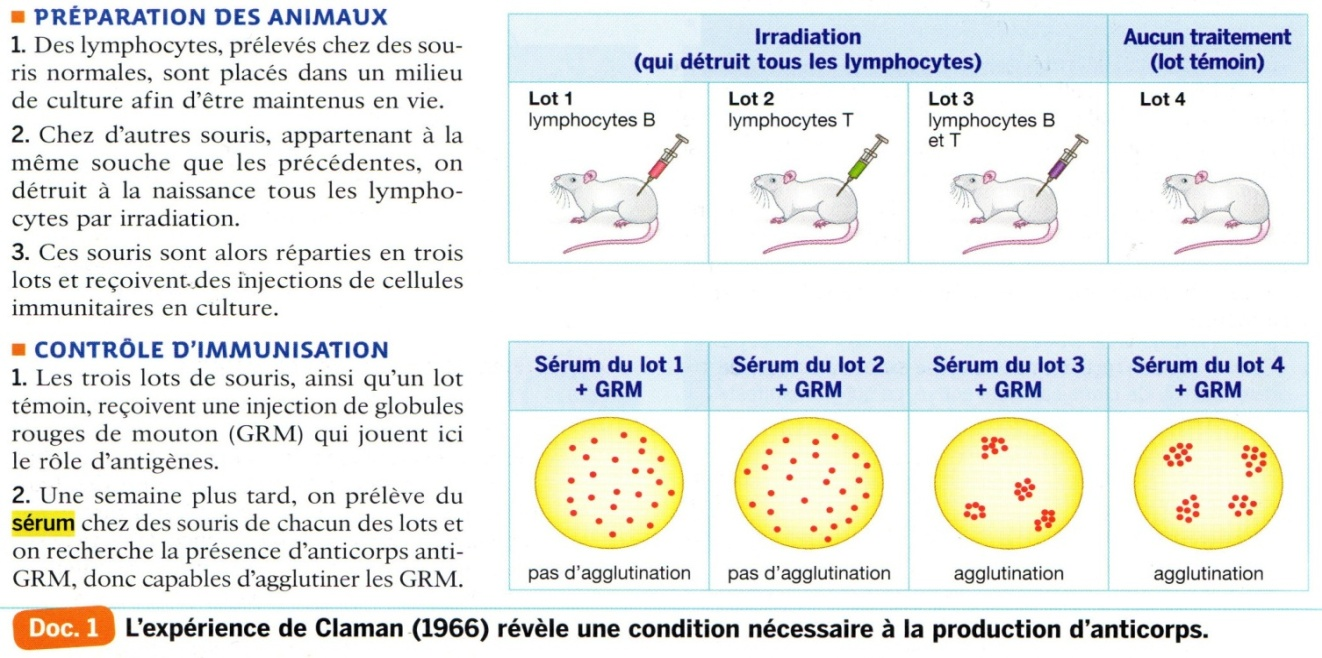 PRÉPARATION DES ANIMAUX
1. Des lymphocytes, prélevés chez des sou-
ris normales, sont placés dans un milieu
de culture afin d'être maintenus en vie.
2. Chez d'autres souris, appartenant à la
même souche que les précédentes, on
détruit à la naissance tous les lympho-
cytes par irradiation.
3. Ces souris sont alors réparties en trois
lots et reçoivent des injections de cellules
immunitaires en culture.
Irradiation
(qui détruit tous les lymphocytes)
Aucun traitement
(lot témoin)
Lot 1
lymphocytes B
Lot 2
lymphocytes T
Lot 3
lymphocytes B
et T
Lot 4
CONTRÔLE D'IMMUNISATION
1. Les trois lots de souris, ainsi qu'un lot
témoin, reçoivent une injection de globules
rouges de mouton (GRM) qui jouent ici
le rôle d'antigènes.
2. Une semaine plus tard, on prélève du
sérum chez des souris de chacun des lots et
on recherche la présence d'anticorps anti-
GRM, donc capables d'agglutiner les GRM.
Sérum du lot 1
+ GRM
Sérum du lot 2
+ GRM
Sérum du lot 3
+ GRM
Sérum du lot 4
+ GRM
pas d'agglutination
pas d'agglutination
agglutination
agglutination
Doc. 1 L'expérience de Claman (1966) révèle une condition nécessaire à la production d'anticorps.